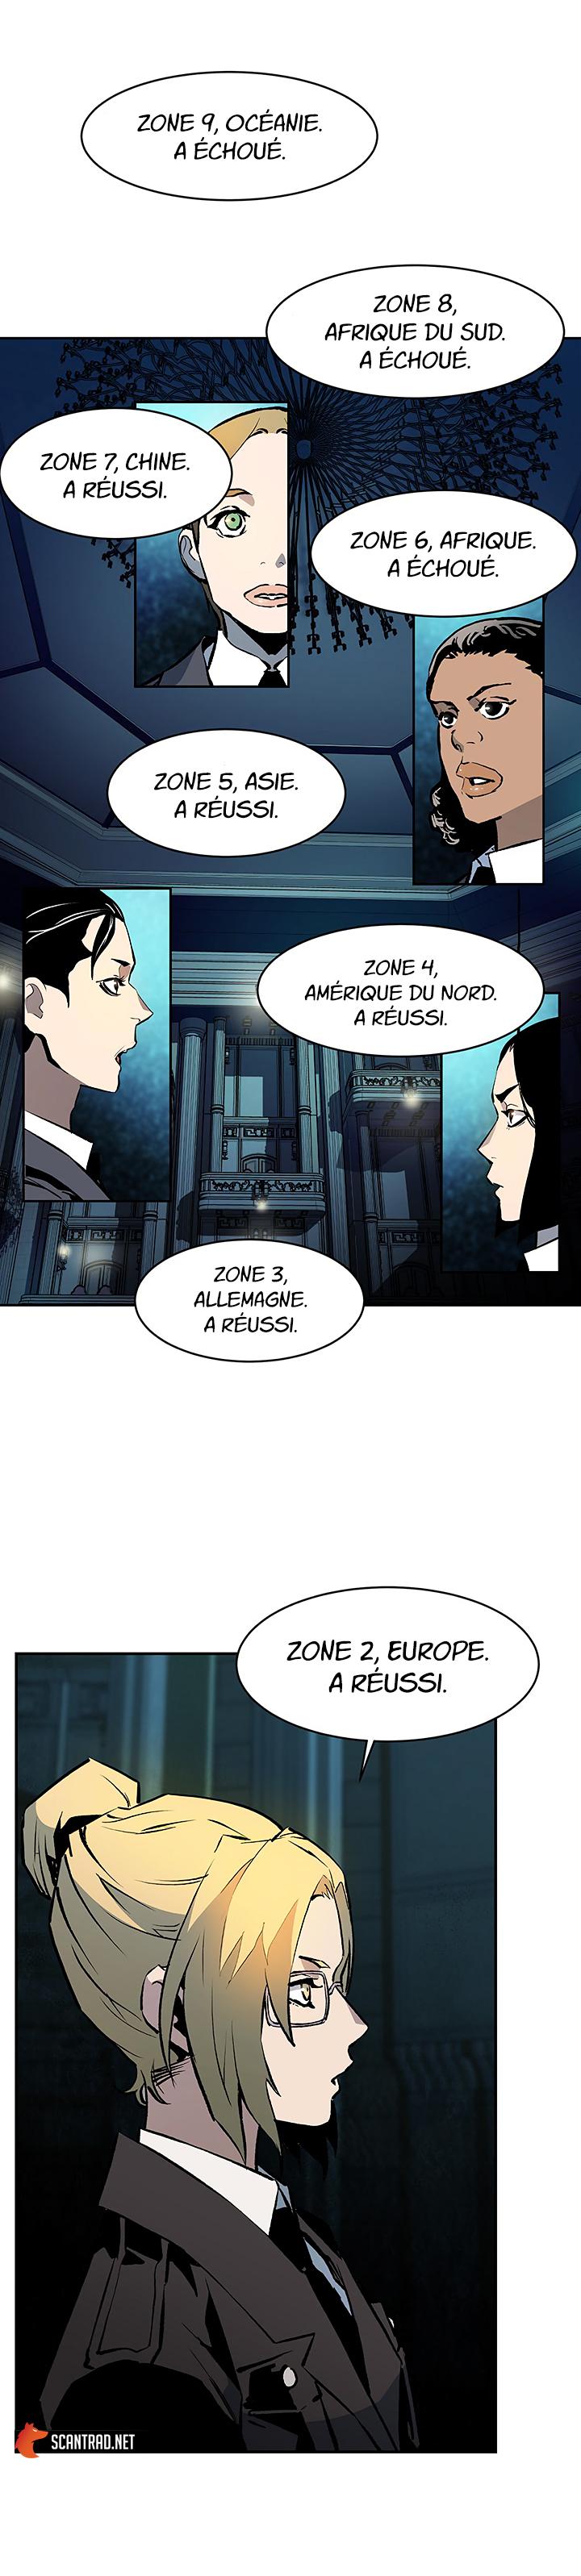 ZONE 9, OCÉANIE.
A ÉCHOUÉ.
ZONE 8,
AFRIQUE DU SUD.
A ÉCHOUÉ.
ZONE 7, CHINE.
A RÉUSSI.
ZONE 6, AFRIQUE.
A ÉCHOUÉ.
ZONE 5, ASIE.
A RÉUSSI.
ZONE 4,
AMÉRIQUE DU NORD.
A RÉUSSI.
ZONE 3,
ALLEMAGNE.
A RÉUSSI.
ZONE 2, EUROPE.
A RÉUSSI.
SCANTRAD.NET